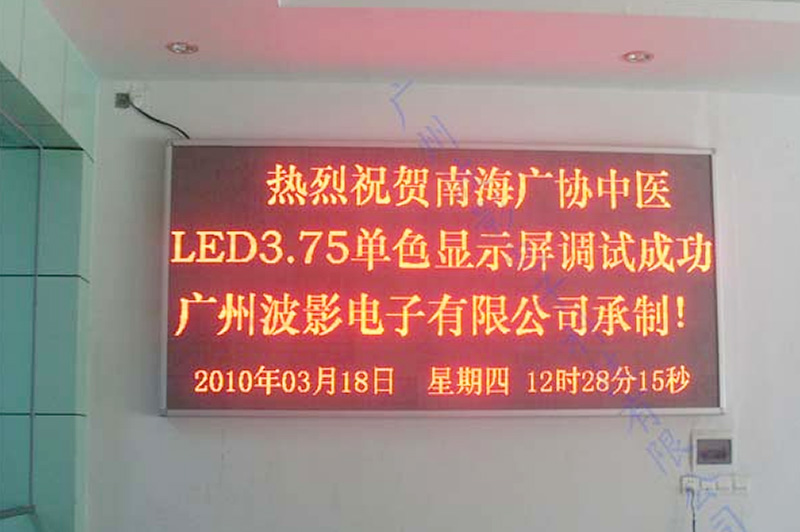 热烈祝贺南海广协中医
LED3.75单色显示屏调试成功
广州波影电子有限公司承制!
2010年03月18日 星期四 12时28分15秒